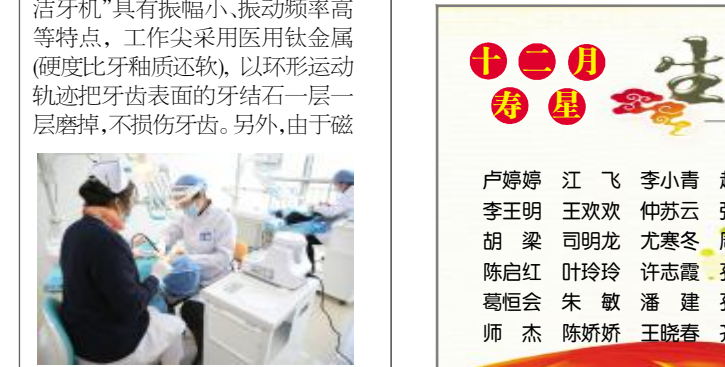 洁牙机”具有振幅小、振动频率高
等特点，工作尖采用医用钛金属
(硬度比牙釉质还软)，以环形运动
轨迹把牙齿表面的牙结石一层一
层磨掉，不损伤牙齿。另外，由于磁
十二月
寿星
生
卢婷婷 江 飞 李小青
李王明 王欢欢 仲苏云
胡 梁 司明龙 尤寒冬
陈启红 叶玲玲 许志霞
葛恒会 朱 敏 潘 建
师 杰 陈娇娇 王晓春